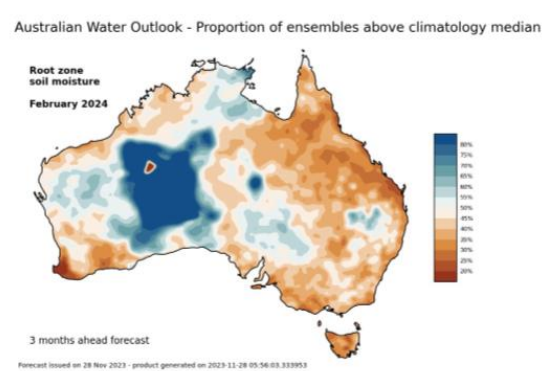 Australian Water Outlook - Proportion of ensembles above climatology median
Root zone
soil moisture
February 2024
80%
75%
70%
65%
60%
55%
50%
45%
40%
35%
30%
25%
20%
3 months ahead forecast
Forecast issued on 28 Nov 2023 - product generated on 2023-11-28 05:56:03.333953